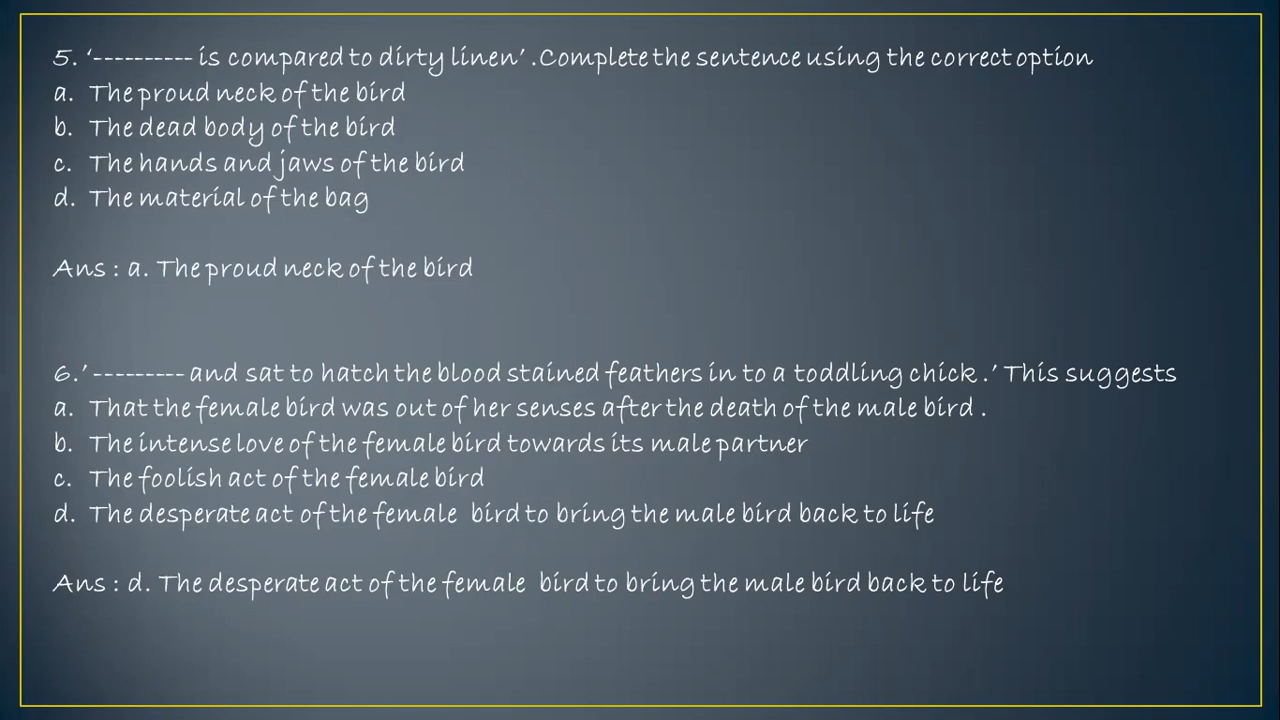 5. ‘---------- is compared to dirty linen’ .Complete the sentence using the correct option
a. The proud neck of the bird
b. The dead body of the bird
c. The hands and jaws of the bird
d. The material of the bag
Ans : a. The proud neck of the bird
6.’ --------- and sat to hatch the blood stained feathers in to a toddling chick .’ This suggests
a. That the female bird was out of her senses after the death of the male bird .
b. The intense love of the female bird towards its male partner
c. The foolish act of the female bird
d. The desperate act of the female bird to bring the male bird back to life
Ans : d. The desperate act of the female bird to bring the male bird back to life